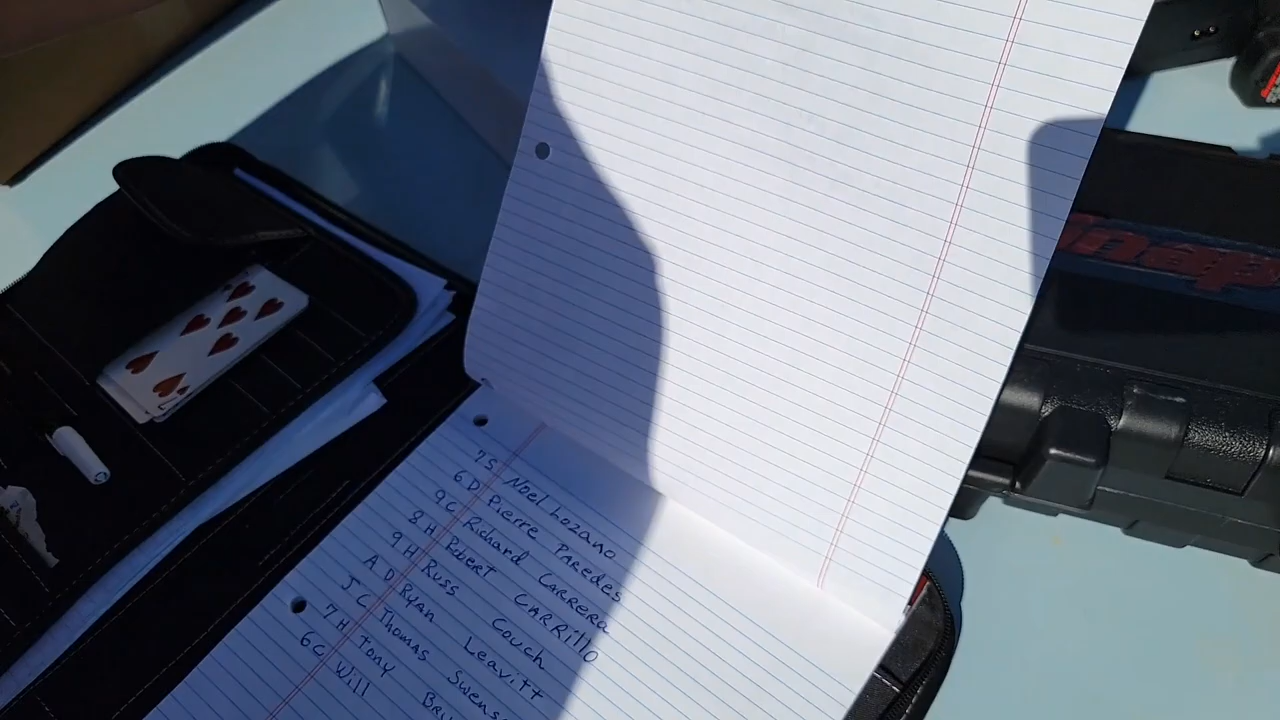 7S Noel Lozano
6D Pierre Paredes
9C Richard Carrera
8H Robert CARRillo
9H Russ Couch
AD Ryan Leavitt
JC Thomas
7H Tony
6C Will
7